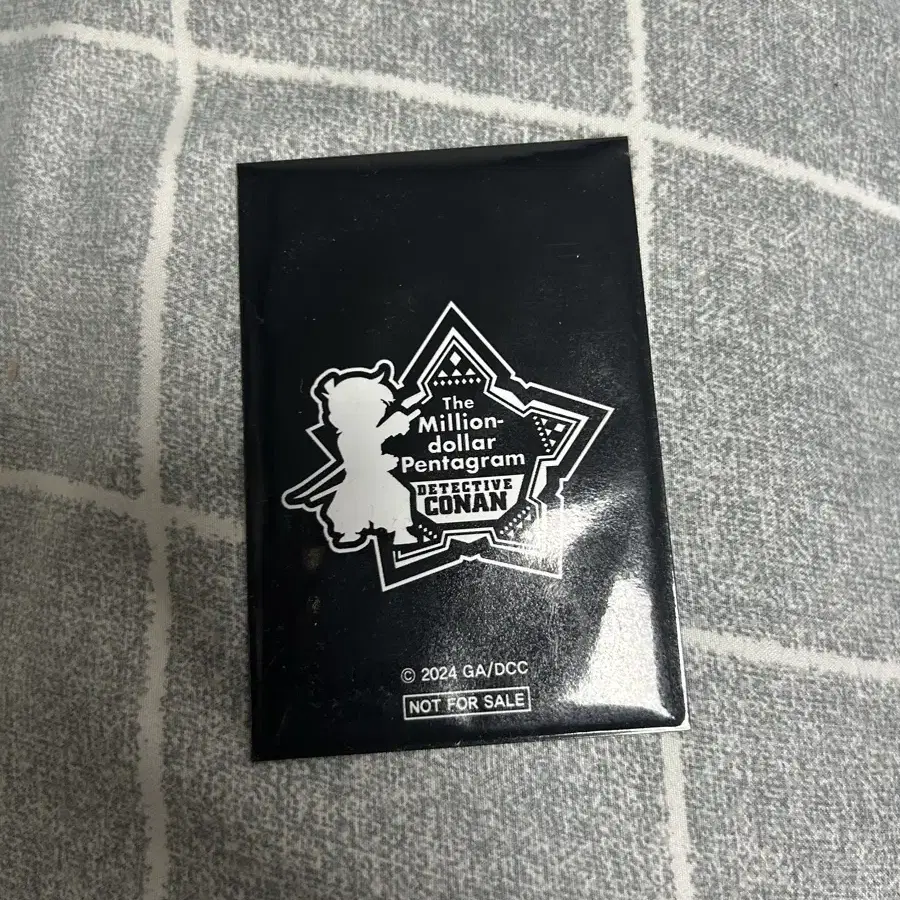 The
Million-
dollar
Pentagram
DETECTIVE
CONAN
© 2024 GA/DCC
NOT FOR SALE